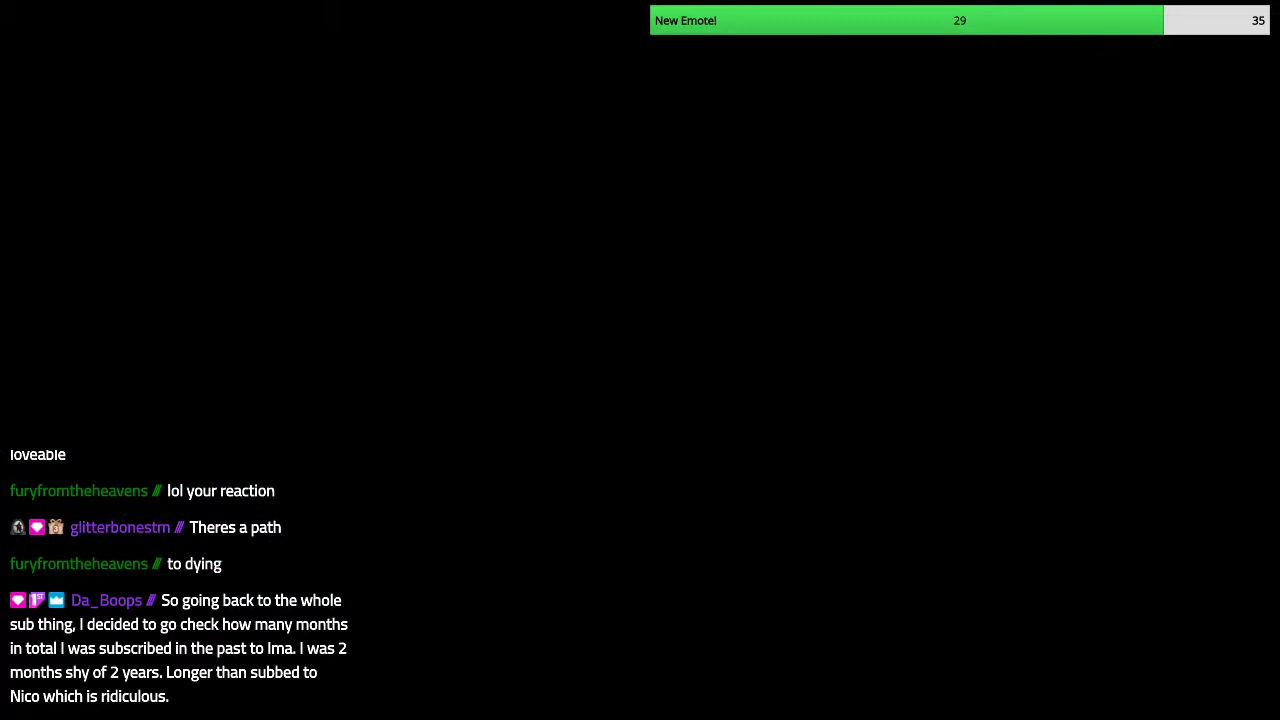 New Emote! 29 35
loveable
furyfromtheheavens /// lol your reaction
glitterbonestm /// Theres a path
furyfromtheheavens /// to dying
Da_Boops /// So going back to the whole
sub thing, I decided to go check how many months
in total I was subscribed in the past to Ima. I was 2
months shy of 2 years. Longer than subbed to
Nico which is ridiculous.